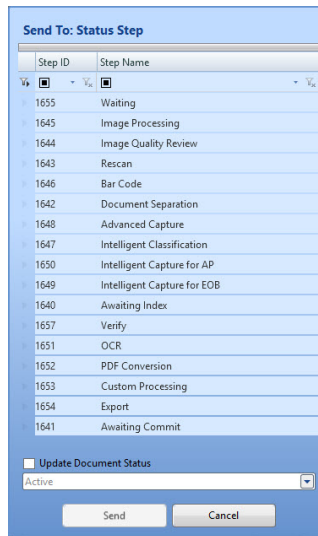 Send To: Status Step
Step ID Step Name
1655 Waiting
1645 Image Processing
1644 Image Quality Review
1643 Rescan
1646 Bar Code
1642 Document Separation
1648 Advanced Capture
1647 Intelligent Classification
1650 Intelligent Capture for AP
1649 Intelligent Capture for EOB
1640 Awaiting Index
1657 Verify
1651 OCR
1652 PDF Conversion
1653 Custom Processing
1654 Export
1641 Awaiting Commit
Update Document Status
Active
Send Cancel